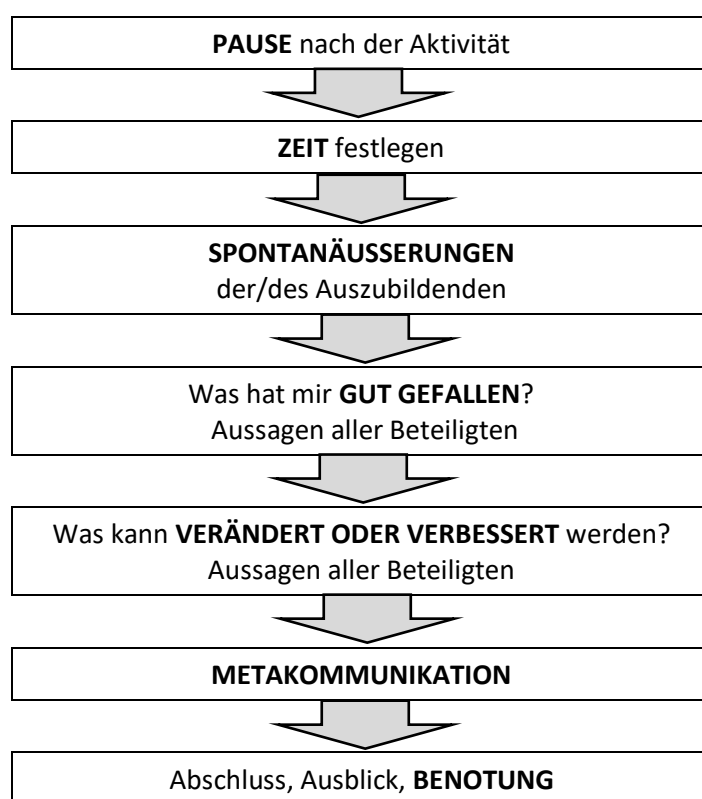 PAUSE nach der Aktivität
ZEIT festlegen
SPONTANÄUSSERUNGEN
der/des Auszubildenden
Was hat mir GUT GEFALLEN?
Aussagen aller Beteiligten
Was kann VERÄNDERT ODER VERBESSERT werden?
Aussagen aller Beteiligten
METAKOMMUNIKATION
Abschluss, Ausblick, BENOTUNG